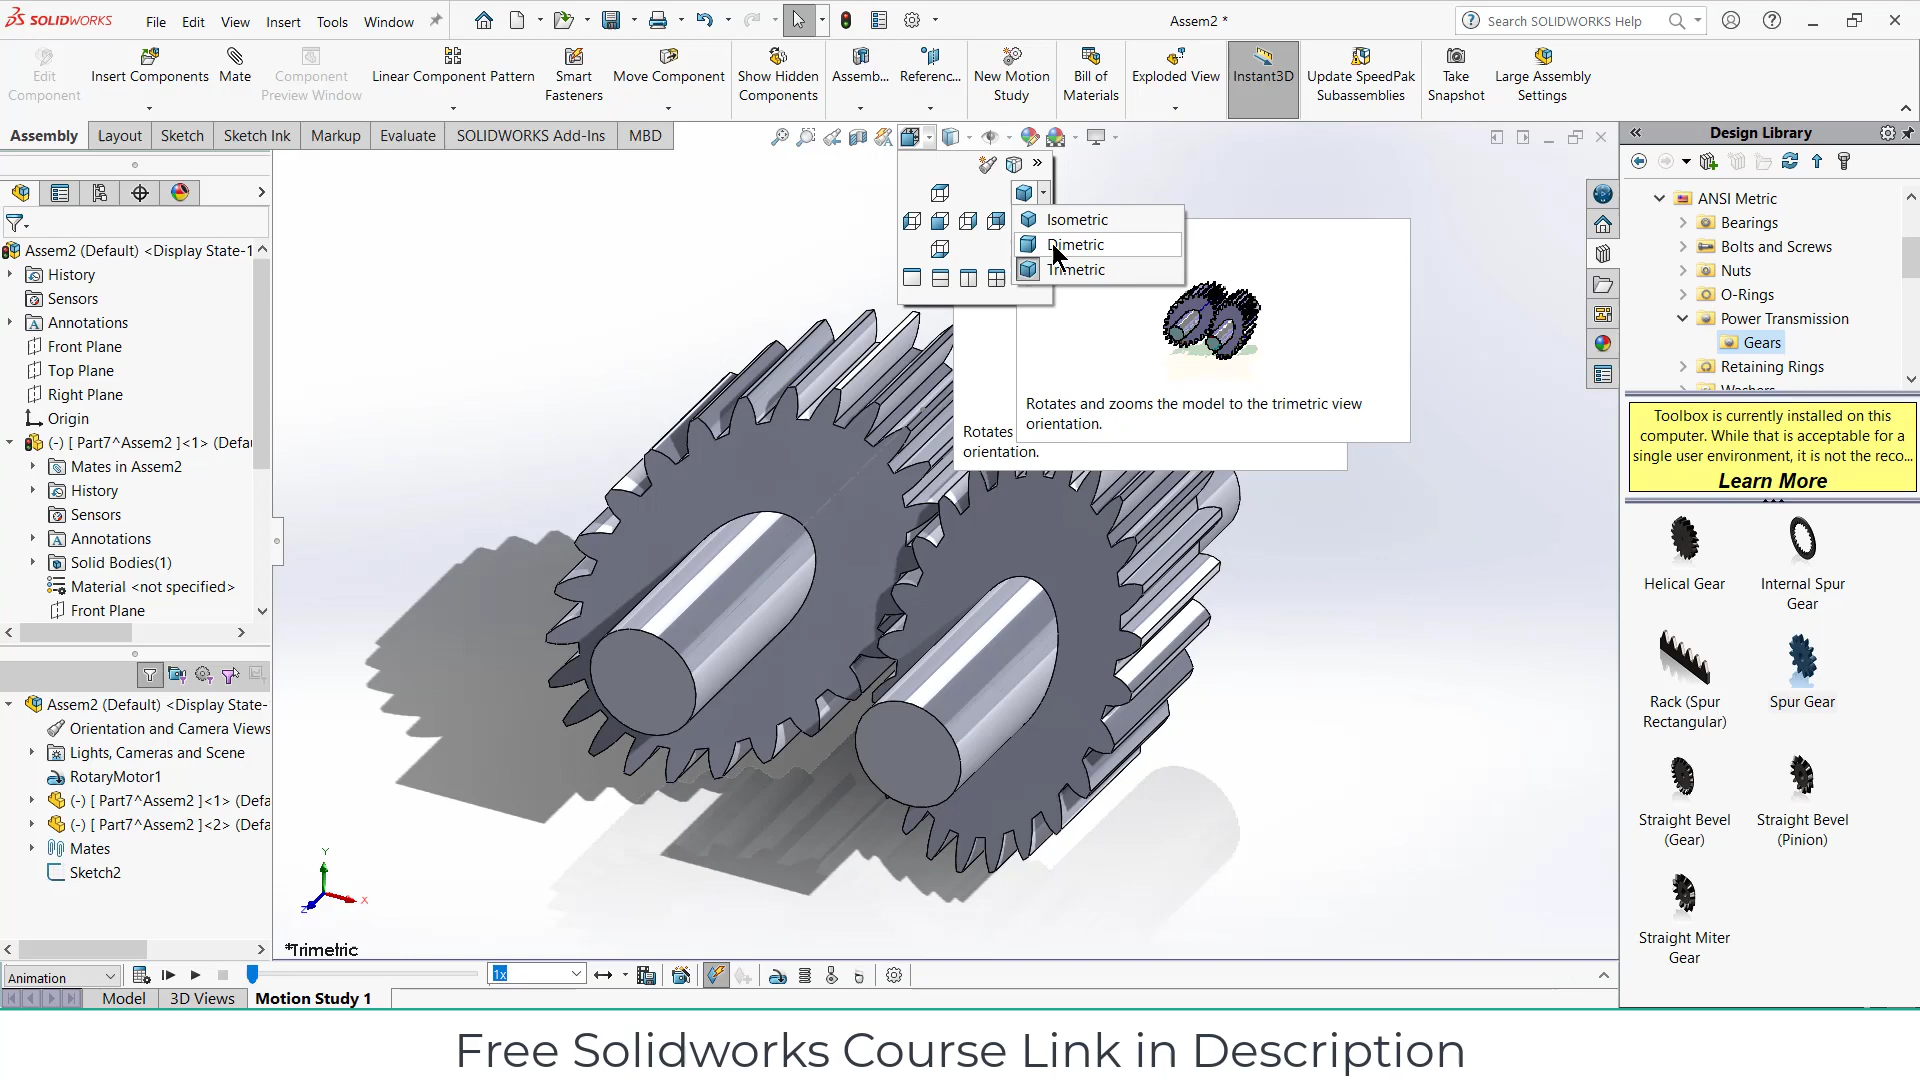 SOLIDWORKS
File Edit View Insert Tools Window
Assem2 *
Search SOLIDWORKS Help
Edit Component
Insert Components
Mate
Component Preview Window
Linear Component Pattern
Smart Fasteners
Move Component
Show Hidden Components
Assemb...
Referenc...
New Motion Study
Bill of Materials
Exploded View
Instant3D
Update SpeedPak Subassemblies
Take Snapshot
Large Assembly Settings
Assembly Layout Sketch Sketch Ink Markup Evaluate SOLIDWORKS Add-Ins MBD
Assem2 (Default) <Display State-1
History
Sensors
Annotations
Front Plane
Top Plane
Right Plane
Origin
(-) [ Part7^Assem2 ]<1> (Defau
Mates in Assem2
History
Sensors
Annotations
Solid Bodies(1)
Material <not specified>
Front Plane
Assem2 (Default) <Display State-
Orientation and Camera Views
Lights, Cameras and Scene
RotaryMotor1
(-) [ Part7^Assem2 ]<1> (Defa
(-) [ Part7^Assem2 ]<2> (Defa
Mates
Sketch2
Isometric
Dimetric
Trimetric
Rotates and zooms the model to the trimetric view
orientation.
Rotates
orientation.
Y
X
Z
*Trimetric
Animation
1x
Model 3D Views Motion Study 1
Design Library
ANSI Metric
Bearings
Bolts and Screws
Nuts
O-Rings
Power Transmission
Gears
Retaining Rings
Washers
Toolbox is currently installed on this
computer. While that is acceptable for a
single user environment, it is not the reco...
Learn More
Helical Gear
Internal Spur Gear
Rack (Spur Rectangular)
Spur Gear
Straight Bevel (Gear)
Straight Bevel (Pinion)
Straight Miter Gear
Free Solidworks Course Link in Description